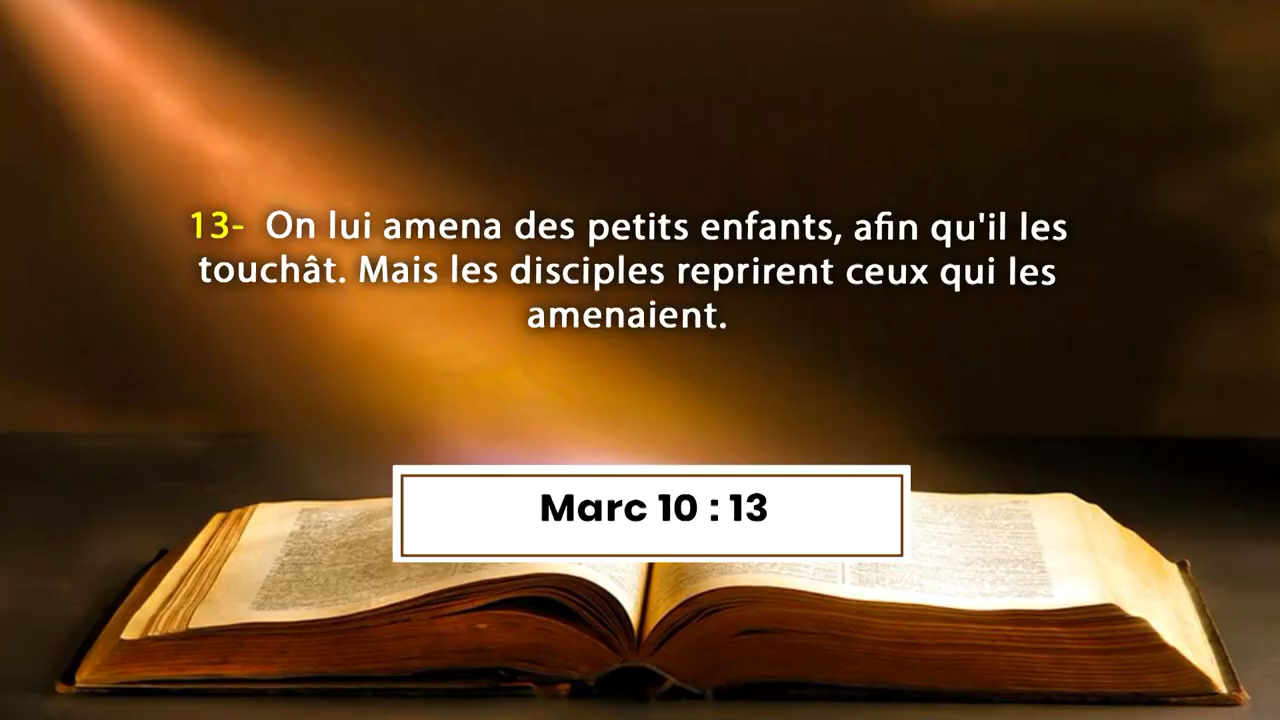 13- On lui amena des petits enfants, afin qu'il les
touchât. Mais les disciples reprirent ceux qui les
amenaient.
Marc 10 : 13